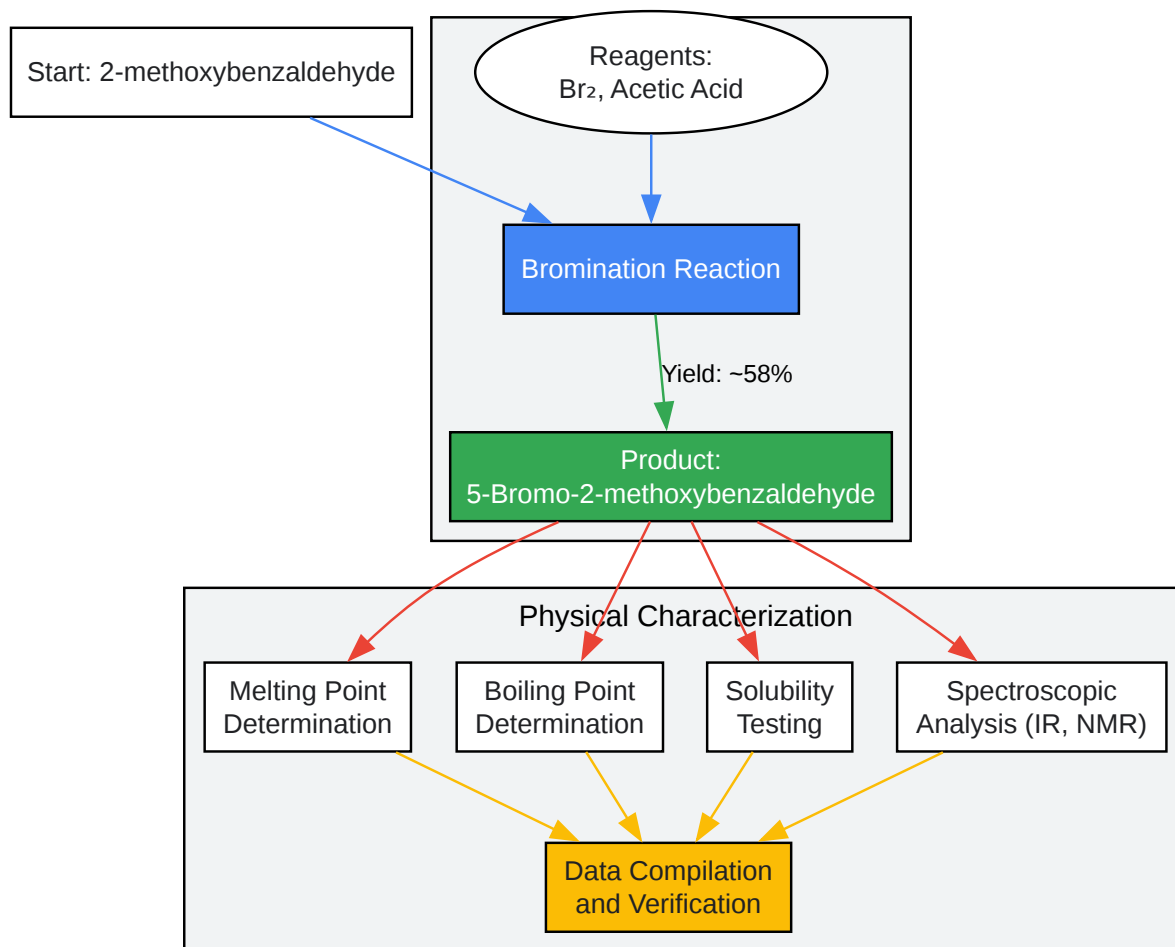 Start: 2-methoxybenzaldehyde
Reagents:
Br₂, Acetic Acid
Bromination Reaction
Yield: ~58%
Product:
5-Bromo-2-methoxybenzaldehyde
Physical Characterization
Melting Point
Determination
Boiling Point
Determination
Solubility
Testing
Spectroscopic
Analysis (IR, NMR)
Data Compilation
and Verification